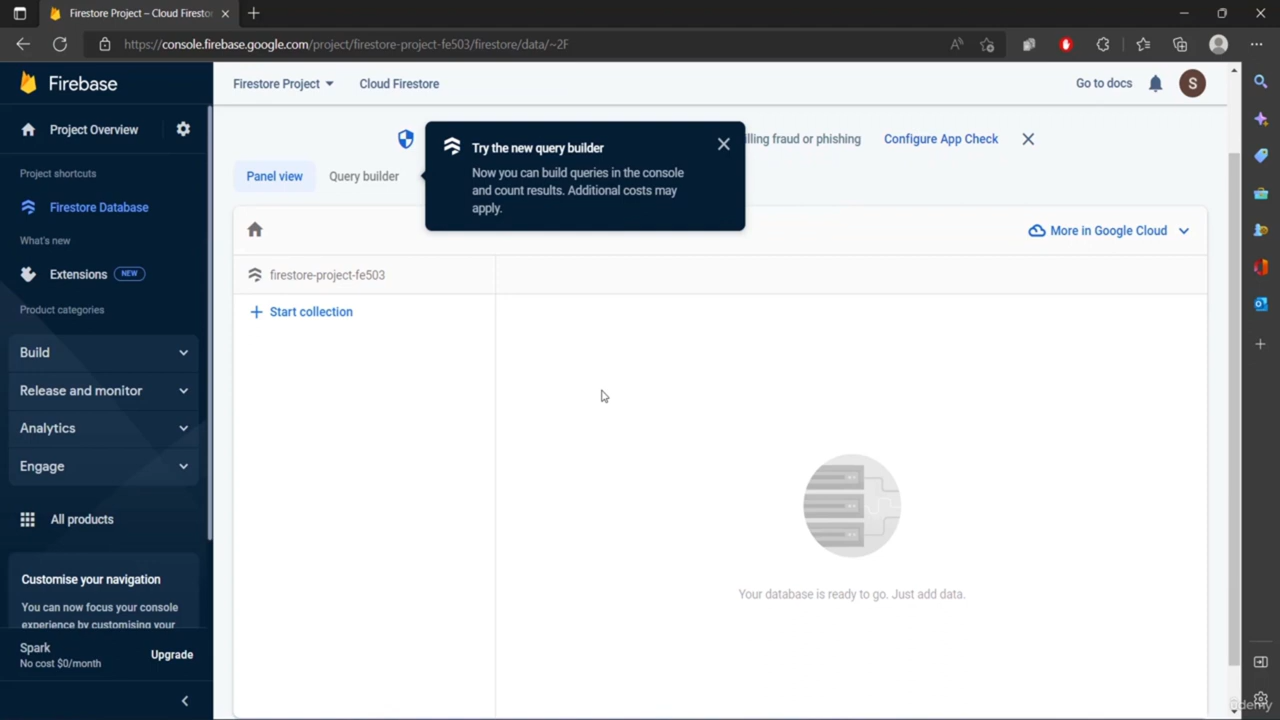 Firestore Project – Cloud Firestor
https://console.firebase.google.com/project/firestore-project-fe503/firestore/data/~2F
Firebase
Firestore Project
Cloud Firestore
Go to docs
S
Project Overview
Project shortcuts
Firestore Database
What's new
Extensions NEW
Product categories
Build
Release and monitor
Analytics
Engage
All products
Customise your navigation
You can now focus your console
experience by customising your
Spark
No cost $0/month
Upgrade
Try the new query builder
Now you can build queries in the console
and count results. Additional costs may
apply.
billing fraud or phishing
Configure App Check
Panel view
Query builder
More in Google Cloud
firestore-project-fe503
Start collection
Your database is ready to go. Just add data.
ûdemy